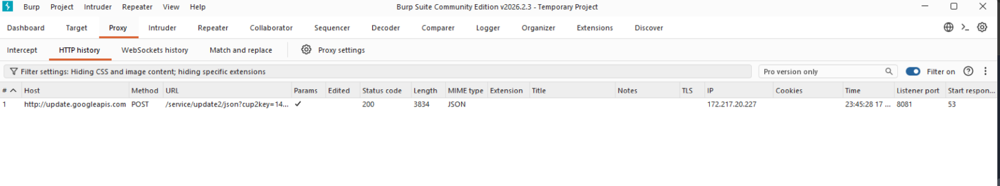 Burp Project Intruder Repeater View Help Burp Suite Community Edition v2026.2.3 - Temporary Project
Dashboard Target Proxy Intruder Repeater Collaborator Sequencer Decoder Comparer Logger Organizer Extensions Discover
Intercept HTTP history WebSockets history Match and replace Proxy settings
Filter settings: Hiding CSS and image content; hiding specific extensions Pro version only Filter on
# Host Method URL Params Edited Status code Length MIME type Extension Title Notes TLS IP Cookies Time Listener port Start respon...
1 http://update.googleapis.com POST /service/update2/json?cup2key=14... ✓ 200 3834 JSON 172.217.20.227 23:45:28 17 ... 8081 53